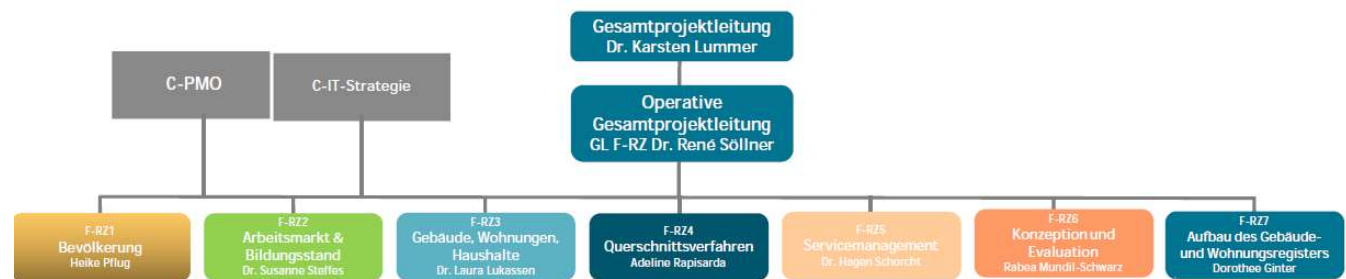 Gesamtprojektleitung
Dr. Karsten Lummer
C-PMO
C-IT-Strategie
Operative
Gesamtprojektleitung
GL F-RZ Dr. René Söllner
F-RZ1
Bevölkerung
Heike Pflug
F-RZ2
Arbeitsmarkt &
Bildungsstand
Dr. Susanne Steffes
F-RZ3
Gebäude, Wohnungen,
Haushalte
Dr. Laura Lukassen
F-RZ4
Querschnittsverfahren
Adeline Rapisarda
F-RZ5
Servicemanagement
Dr. Hagen Schorcht
F-RZ6
Konzeption und
Evaluation
Rabea Mundil-Schwarz
F-RZ7
Aufbau des Gebäude-
und Wohnungsregisters
Dorothee Ginter